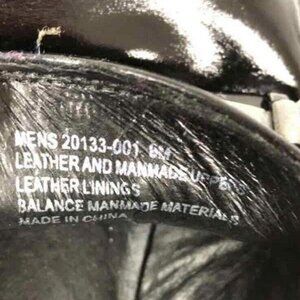 MENS 20133-001 9M
LEATHER AND MANMADE UPPERS
LEATHER LININGS
BALANCE MANMADE MATERIALS
MADE IN CHINA